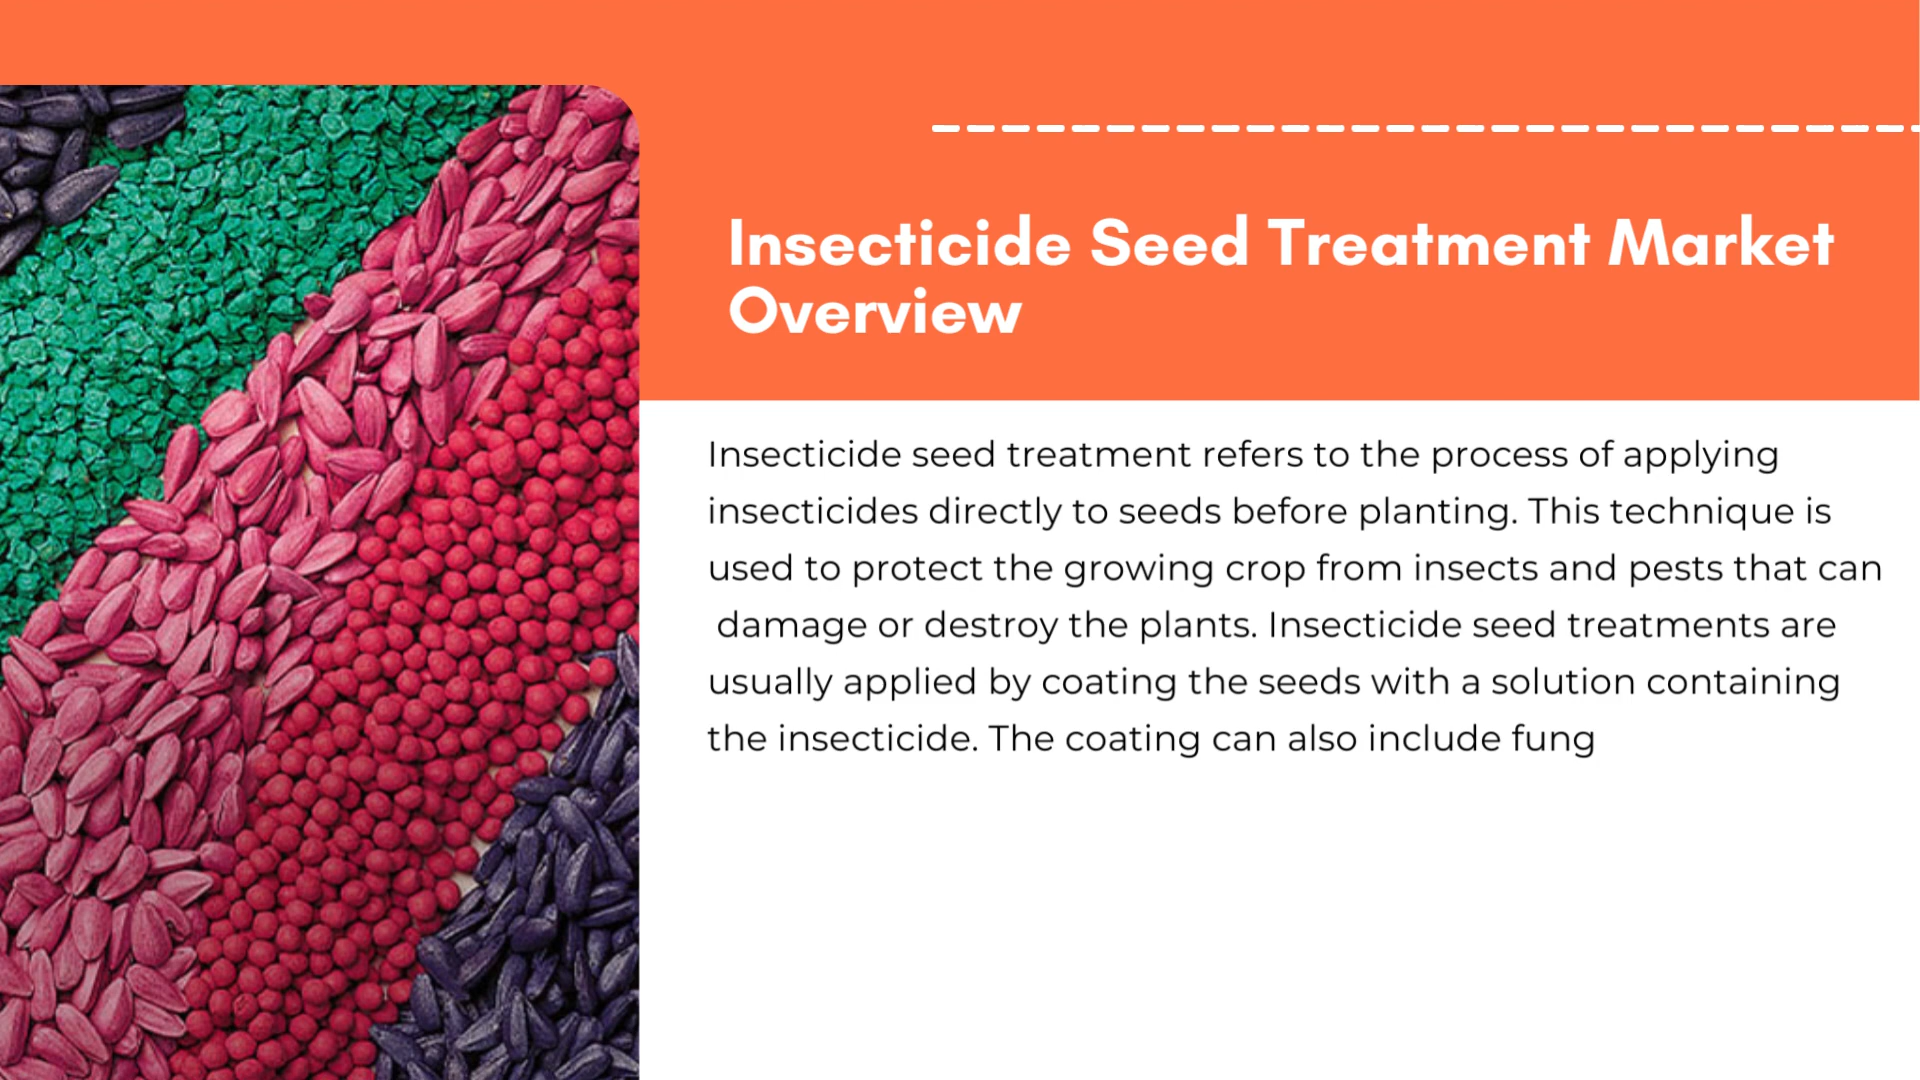 Insecticide Seed Treatment Market
Overview
Insecticide seed treatment refers to the process of applying
insecticides directly to seeds before planting. This technique is
used to protect the growing crop from insects and pests that can
damage or destroy the plants. Insecticide seed treatments are
usually applied by coating the seeds with a solution containing
the insecticide. The coating can also include fung